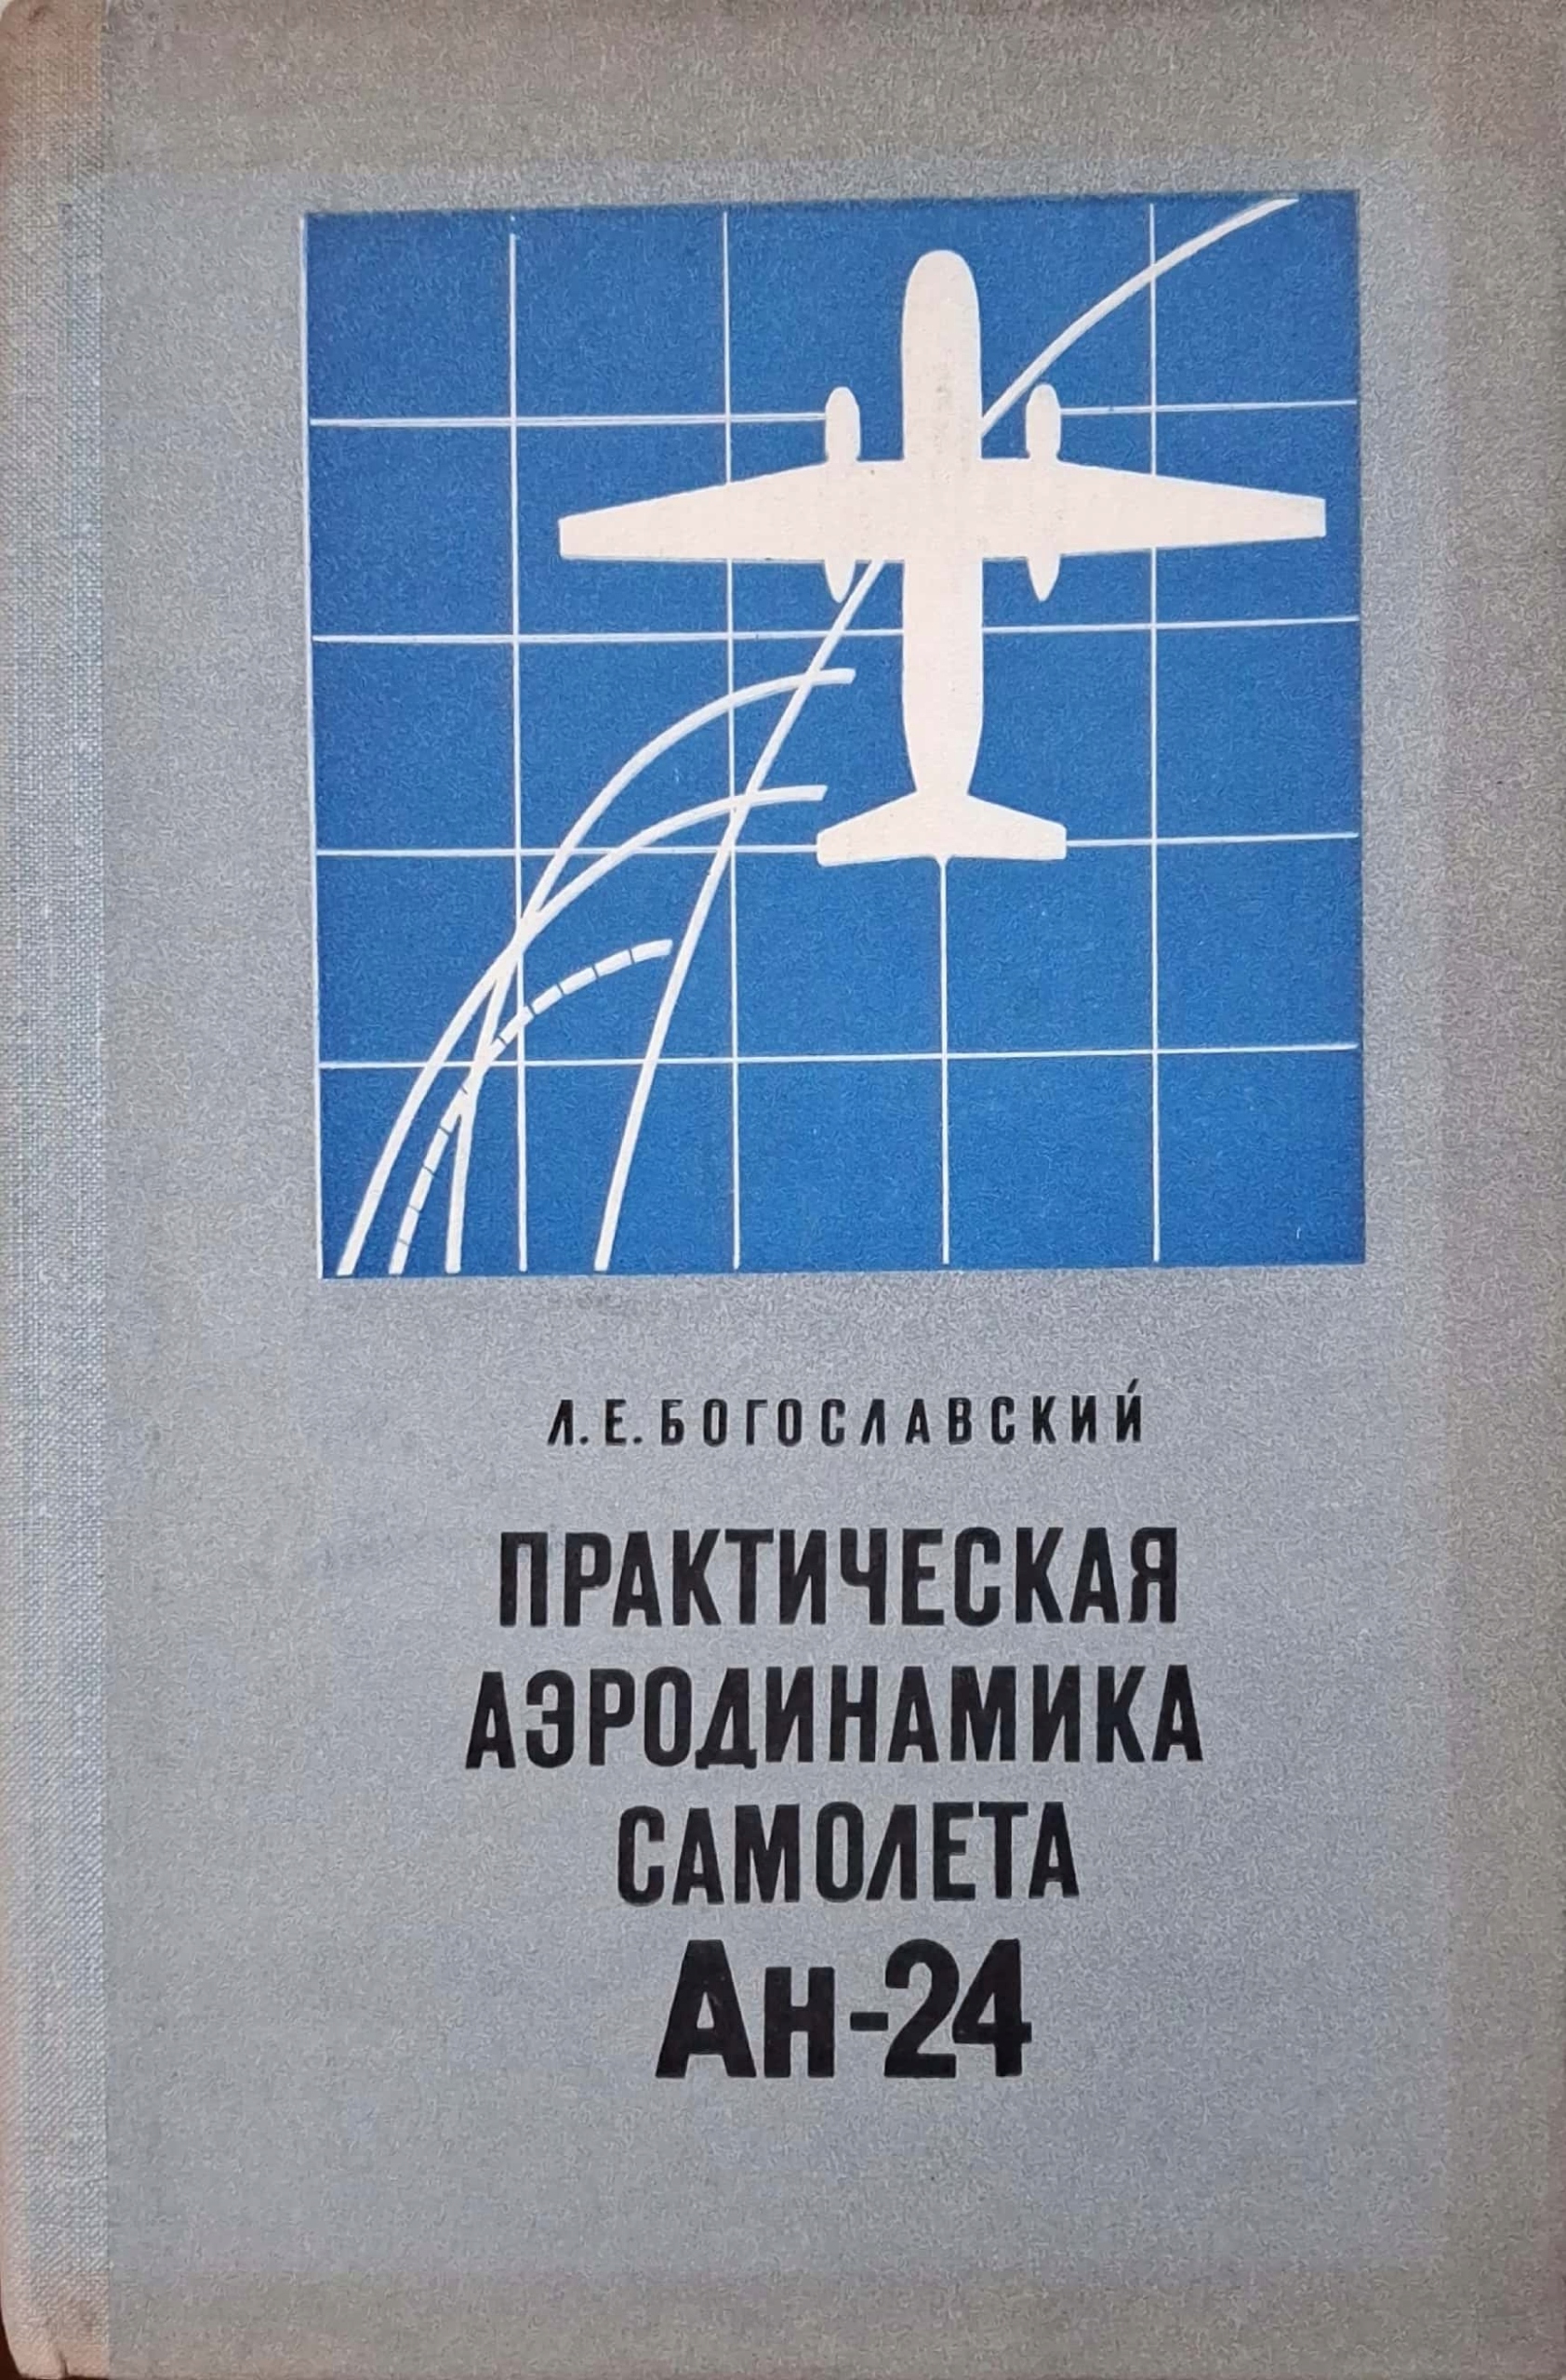 Л.Е.БОГОСЛАВСКИЙ
ПРАКТИЧЕСКАЯ
АЭРОДИНАМИКА
САМОЛЕТА
Ан-24